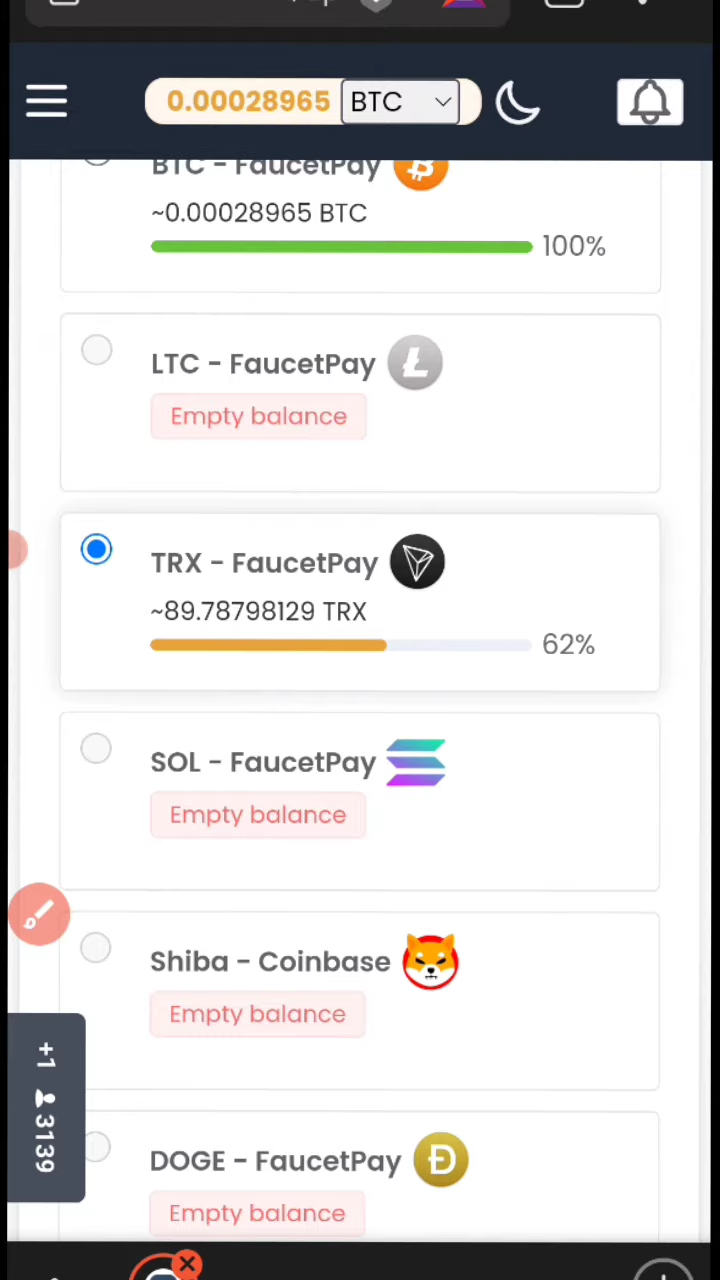 0.00028965 BTC
BTC - FaucetPay
~0.00028965 BTC
100%
LTC - FaucetPay
Empty balance
TRX - FaucetPay
~89.78798129 TRX
62%
SOL - FaucetPay
Empty balance
Shiba - Coinbase
Empty balance
+1 3139
DOGE - FaucetPay
Empty balance